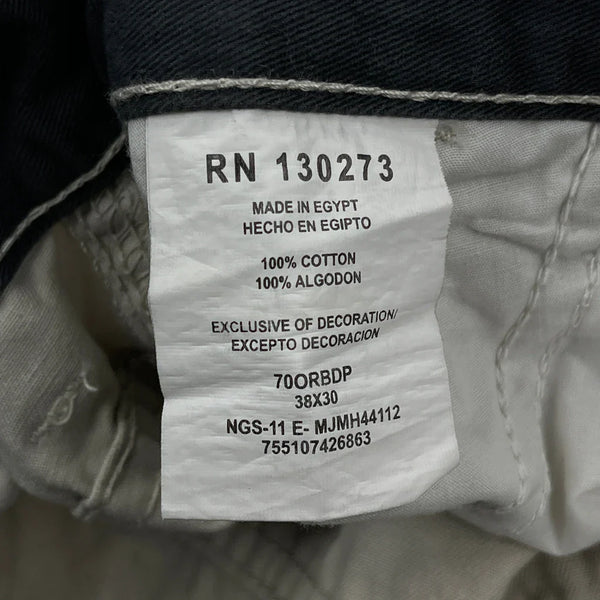 RN 130273
MADE IN EGYPT
HECHO EN EGIPTO
100% COTTON
100% ALGODON
EXCLUSIVE OF DECORATION/
EXCEPTO DECORACION
70ORBDP
38X30
NGS-11 E- MJMH44112
755107426863